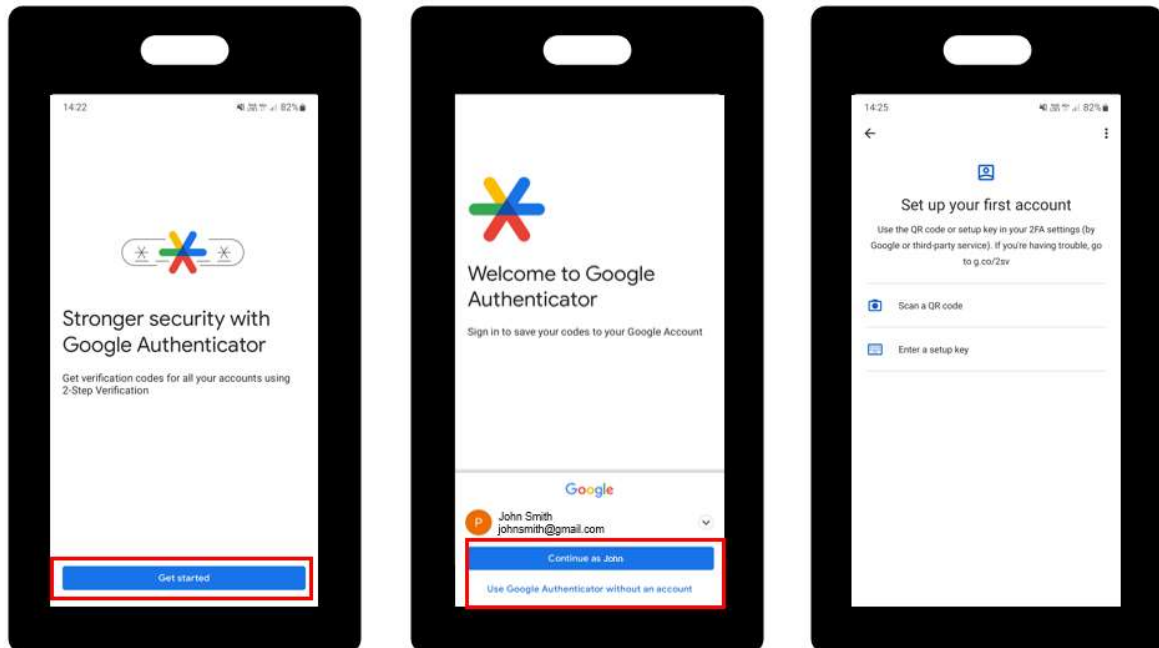 14:22
82%
Stronger security with
Google Authenticator
Get verification codes for all your accounts using
2-Step Verification
Get started
Welcome to Google
Authenticator
Sign in to save your codes to your Google Account
Google
P
John Smith
johnsmith@gmail.com
Continue as John
Use Google Authenticator without an account
14:25
82%
Set up your first account
Use the QR code or setup key in your 2FA settings (by
Google or third-party service). If you're having trouble, go
to g.co/2sv
Scan a QR code
Enter a setup key